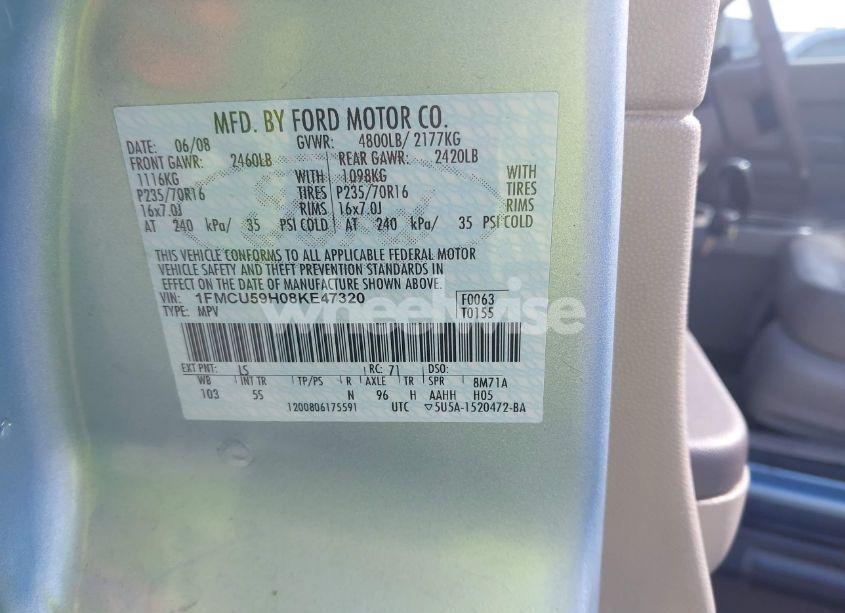 MFD. BY FORD MOTOR CO.
DATE: 06/08 GVWR: 4800LB/ 2177KG
FRONT GAWR: 2460LB REAR GAWR: 2420LB
1116KG WITH 1098KG WITH
P235/70R16 TIRES P235/70R16 TIRES
16x7.0J RIMS 16x7.0J RIMS
AT 240 kPa/ 35 PSI COLD AT 240 kPa/ 35 PSI COLD
THIS VEHICLE CONFORMS TO ALL APPLICABLE FEDERAL MOTOR
VEHICLE SAFETY AND THEFT PREVENTION STANDARDS IN
EFFECT ON THE DATE OF MANUFACTURE SHOWN ABOVE.
VIN: 1FMCU59H08KE47320 F0063
TYPE: MPV T0155
wheelwise
EXT PNT: LS RC: 71 DSO:
WB INT TR TP/PS R AXLE TR SPR 8M71A
103 5S N 96 H AAHH H05
1200806175591 UTC ▽5U5A-1520472-BA